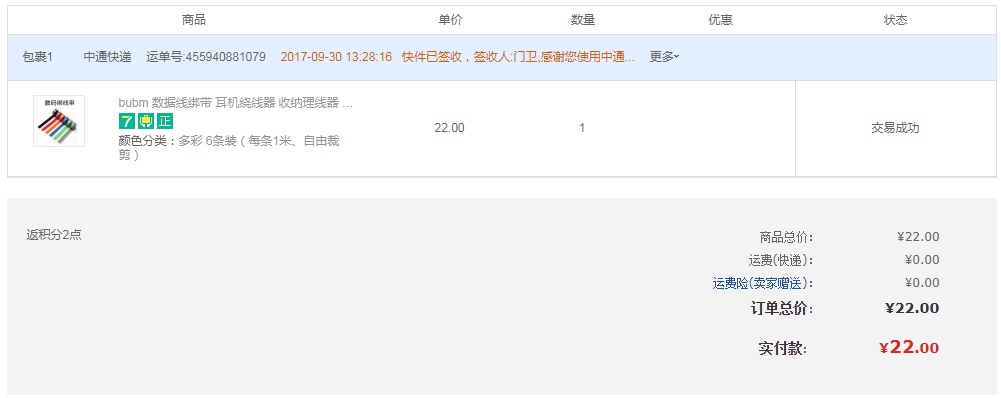 商品 单价 数量 优惠 状态
包裹1 中通快递 运单号:455940881079 2017-09-30 13:28:16 快件已签收，签收人:门卫,感谢您使用中通... 更多
数码绑线带
bubm 数据线绑带 耳机绕线器 收纳理线器 ...
7 正
颜色分类：多彩 6条装（每条1米、自由裁
剪）
22.00 1 交易成功
返积分2点
商品总价： ¥22.00
运费(快递)： ¥0.00
运费险(卖家赠送)： ¥0.00
订单总价： ¥22.00
实付款： ¥22.00